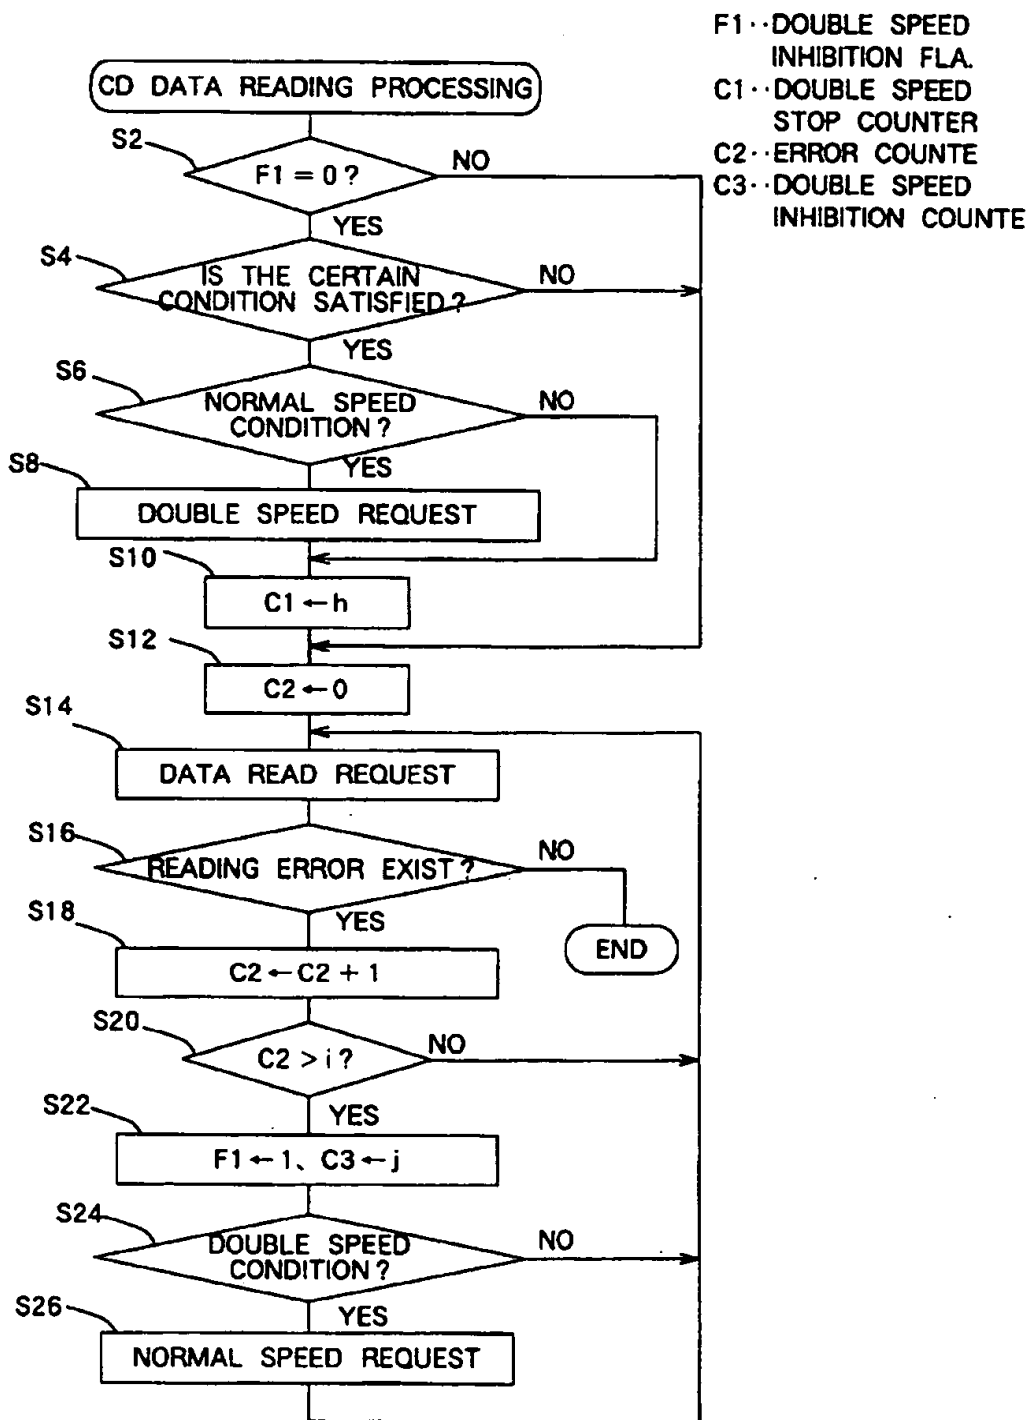 F1··DOUBLE SPEED
INHIBITION FLA.
C1··DOUBLE SPEED
STOP COUNTER
C2··ERROR COUNTE
C3··DOUBLE SPEED
INHIBITION COUNTE
CD DATA READING PROCESSING
S2
F1=0?
NO
YES
S4
IS THE CERTAIN
CONDITION SATISFIED?
NO
YES
S6
NORMAL SPEED
CONDITION?
NO
YES
S8
DOUBLE SPEED REQUEST
S10
C1←h
S12
C2←0
S14
DATA READ REQUEST
S16
READING ERROR EXIST?
NO
YES
END
S18
C2←C2+1
S20
C2>i?
NO
YES
S22
F1←1、C3←j
S24
DOUBLE SPEED
CONDITION?
NO
YES
S26
NORMAL SPEED REQUEST